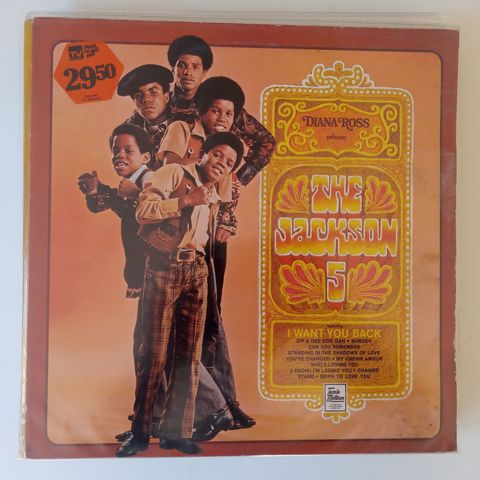 TV
29.50
DIANA ROSS
presents
THE
JACKSON
5
I WANT YOU BACK
ZIP A DEE DOO DAH • NOBODY
CAN YOU REMEMBER
STANDING IN THE SHADOWS OF LOVE
YOU'VE CHANGED • MY CHERIE AMOUR
WHO'S LOVING YOU
(I KNOW) I'M LOSING YOU • CHAINED
STAND • BORN TO LOVE YOU
Tamla
Motown